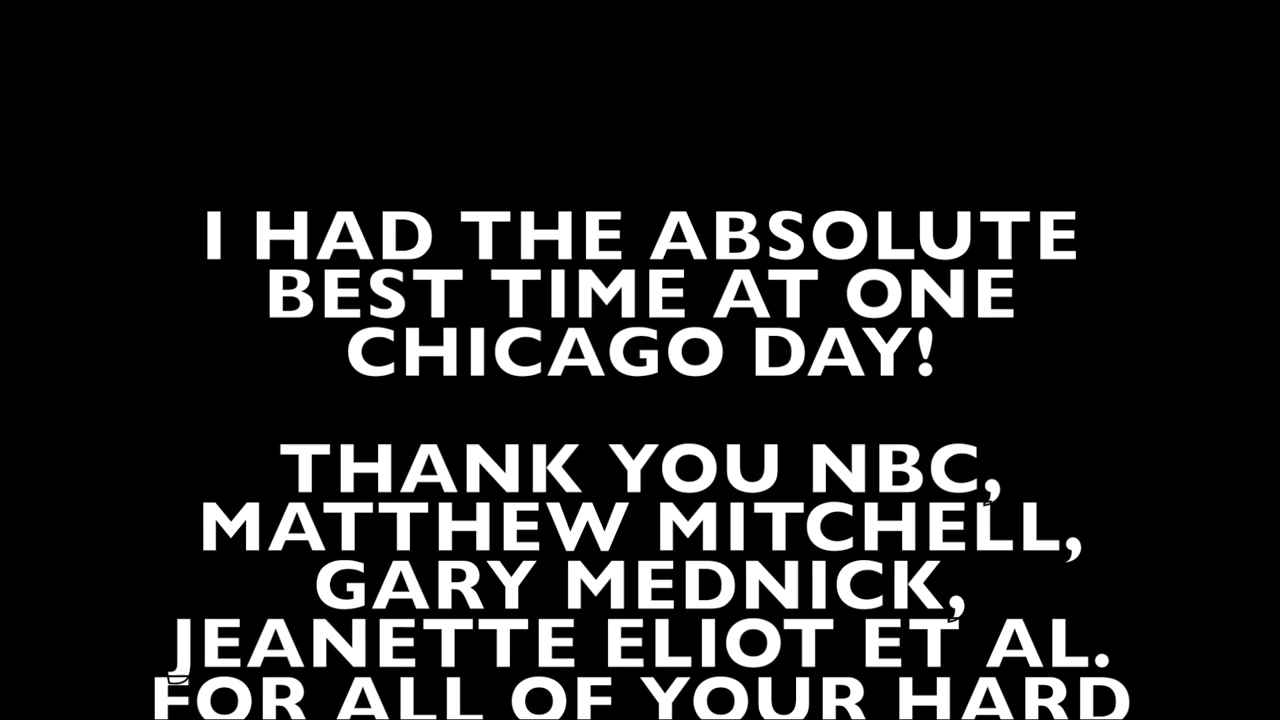 I HAD THE ABSOLUTE
BEST TIME AT ONE
CHICAGO DAY!
THANK YOU NBC,
MATTHEW MITCHELL,
GARY MEDNICK,
JEANETTE ELIOT ET AL.
FOR ALL OF YOUR HARD